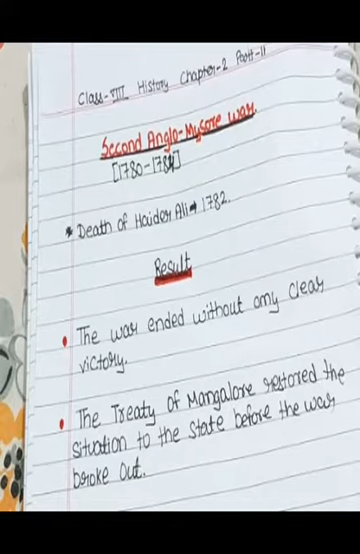 Class-VIII History Chapter-2 Part-II
Second Anglo-Mysore war
[1780-1784]
* Death of Haider Ali → 1782.
Result
• The war ended without any clear
victory.
• The Treaty of Mangalore restored the
situation to the state before the war
broke out.